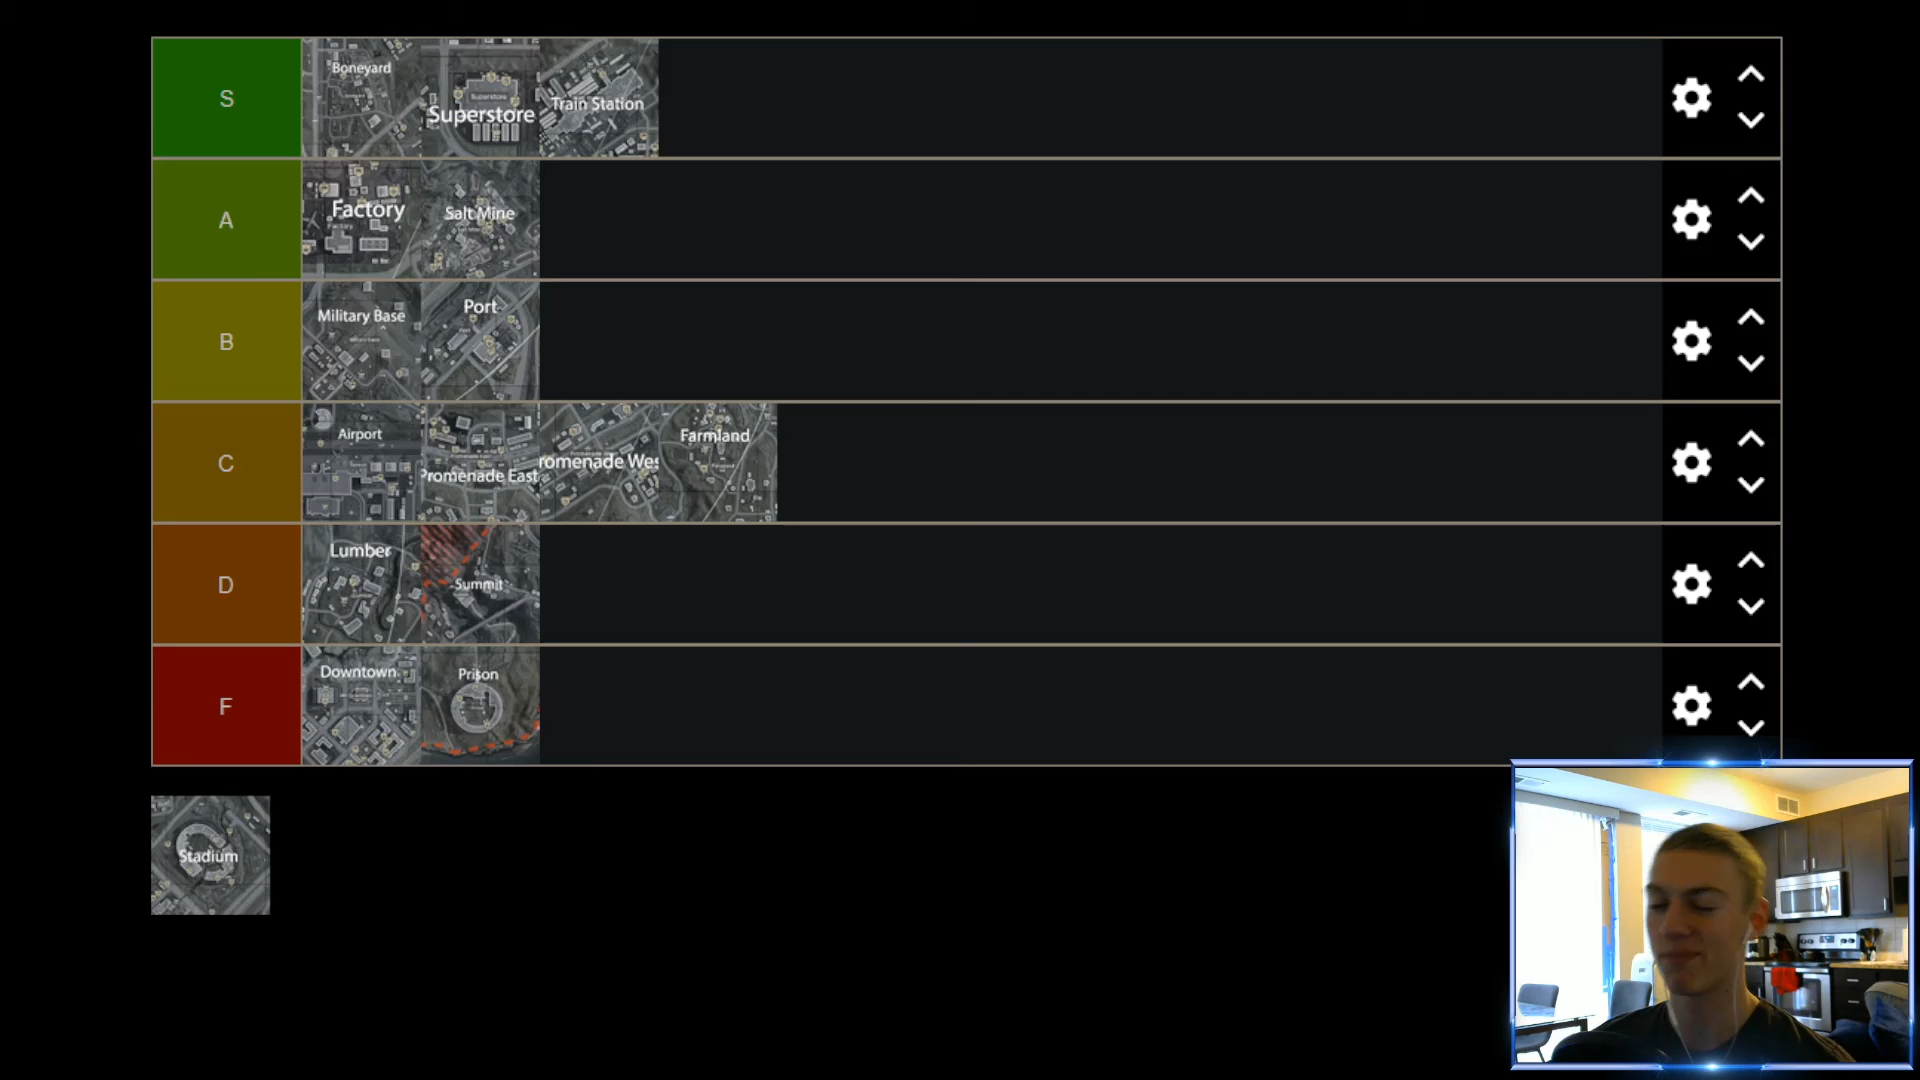 S
Boneyard
Superstore
Superstore
Train Station
A
Factory
Salt Mine
B
Military Base
Port
C
Airport
Promenade East
romenade Wes
Farmland
D
Lumber
Summit
F
Downtown
Prison
Stadium